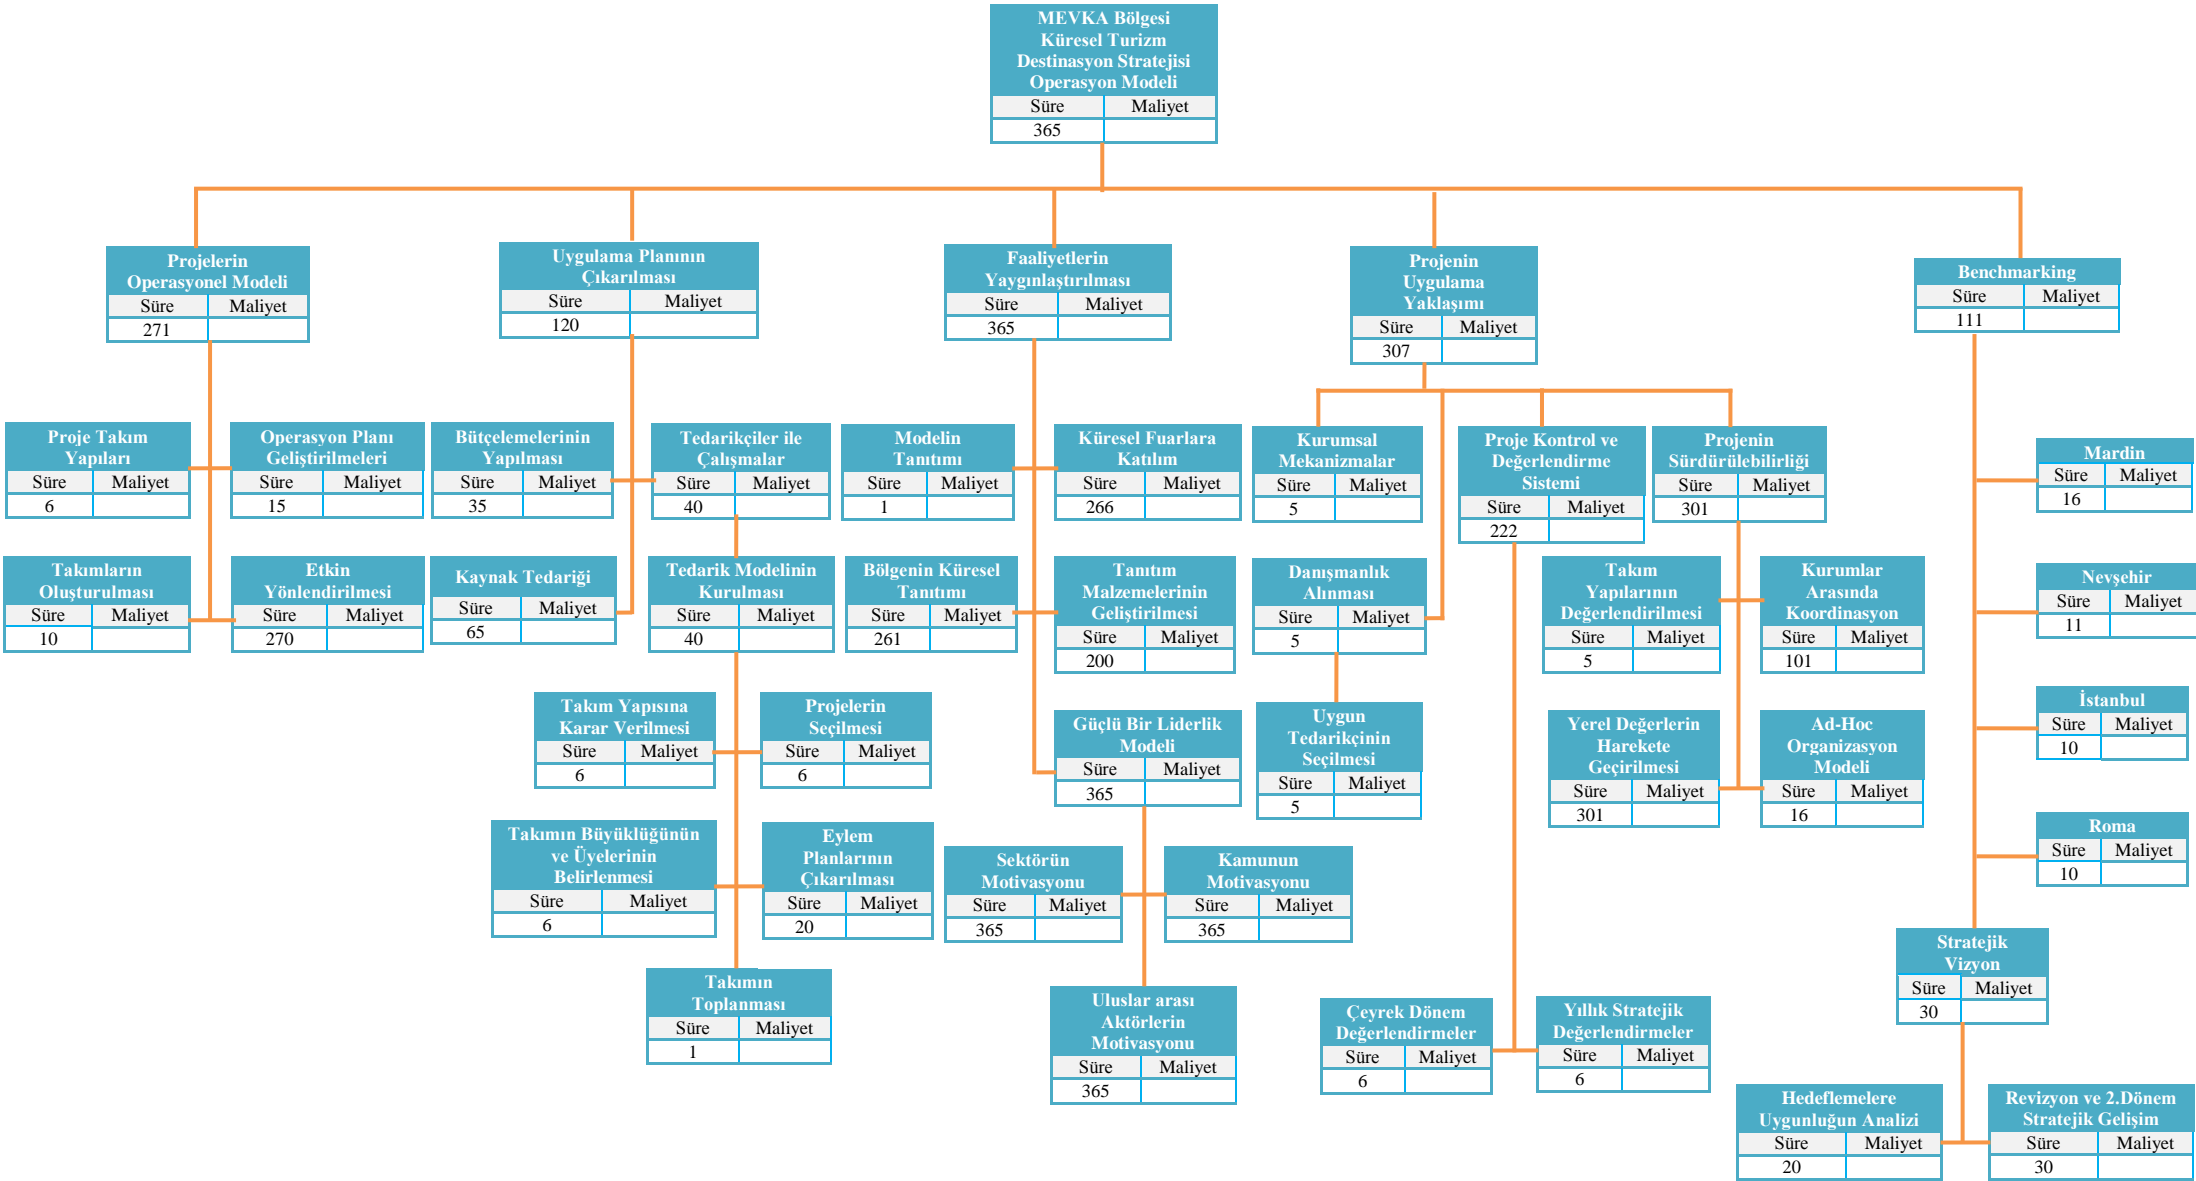 MEVKA Bölgesi
Küresel Turizm
Destinasyon Stratejisi
Operasyon Modeli
Süre Maliyet
365
Projelerin
Operasyonel Modeli
Süre Maliyet
271
Uygulama Planının
Çıkarılması
Süre Maliyet
120
Faaliyetlerin
Yaygınlaştırılması
Süre Maliyet
365
Projenin
Uygulama
Yaklaşımı
Süre Maliyet
307
Benchmarking
Süre Maliyet
111
Proje Takım
Yapıları
Süre Maliyet
6
Operasyon Planı
Geliştirilmeleri
Süre Maliyet
15
Bütçelemelerinin
Yapılması
Süre Maliyet
35
Tedarikçiler ile
Çalışmalar
Süre Maliyet
40
Modelin
Tanıtımı
Süre Maliyet
1
Küresel Fuarlara
Katılım
Süre Maliyet
266
Kurumsal
Mekanizmalar
Süre Maliyet
5
Proje Kontrol ve
Değerlendirme
Sistemi
Süre Maliyet
222
Projenin
Sürdürülebilirliği
Süre Maliyet
301
Mardin
Süre Maliyet
16
Takımların
Oluşturulması
Süre Maliyet
10
Etkin
Yönlendirilmesi
Süre Maliyet
270
Kaynak Tedariği
Süre Maliyet
65
Tedarik Modelinin
Kurulması
Süre Maliyet
40
Bölgenin Küresel
Tanıtımı
Süre Maliyet
261
Tanıtım
Malzemelerinin
Geliştirilmesi
Süre Maliyet
200
Danışmanlık
Alınması
Süre Maliyet
5
Takım
Yapılarının
Değerlendirilmesi
Süre Maliyet
5
Kurumlar
Arasında
Koordinasyon
Süre Maliyet
101
Nevşehir
Süre Maliyet
11
Takım Yapısına
Karar Verilmesi
Süre Maliyet
6
Projelerin
Seçilmesi
Süre Maliyet
6
Güçlü Bir Liderlik
Modeli
Süre Maliyet
365
Uygun
Tedarikçinin
Seçilmesi
Süre Maliyet
5
Yerel Değerlerin
Harekete
Geçirilmesi
Süre Maliyet
301
Ad-Hoc
Organizasyon
Modeli
Süre Maliyet
16
İstanbul
Süre Maliyet
10
Takımın Büyüklüğünün
ve Üyelerinin
Belirlenmesi
Süre Maliyet
6
Eylem
Planlarının
Çıkarılması
Süre Maliyet
20
Sektörün
Motivasyonu
Süre Maliyet
365
Kamunun
Motivasyonu
Süre Maliyet
365
Roma
Süre Maliyet
10
Takımın
Toplanması
Süre Maliyet
1
Uluslar arası
Aktörlerin
Motivasyonu
Süre Maliyet
365
Çeyrek Dönem
Değerlendirmeler
Süre Maliyet
6
Yıllık Stratejik
Değerlendirmeler
Süre Maliyet
6
Stratejik
Vizyon
Süre Maliyet
30
Hedeflemelere
Uygunluğun Analizi
Süre Maliyet
20
Revizyon ve 2.Dönem
Stratejik Gelişim
Süre Maliyet
30